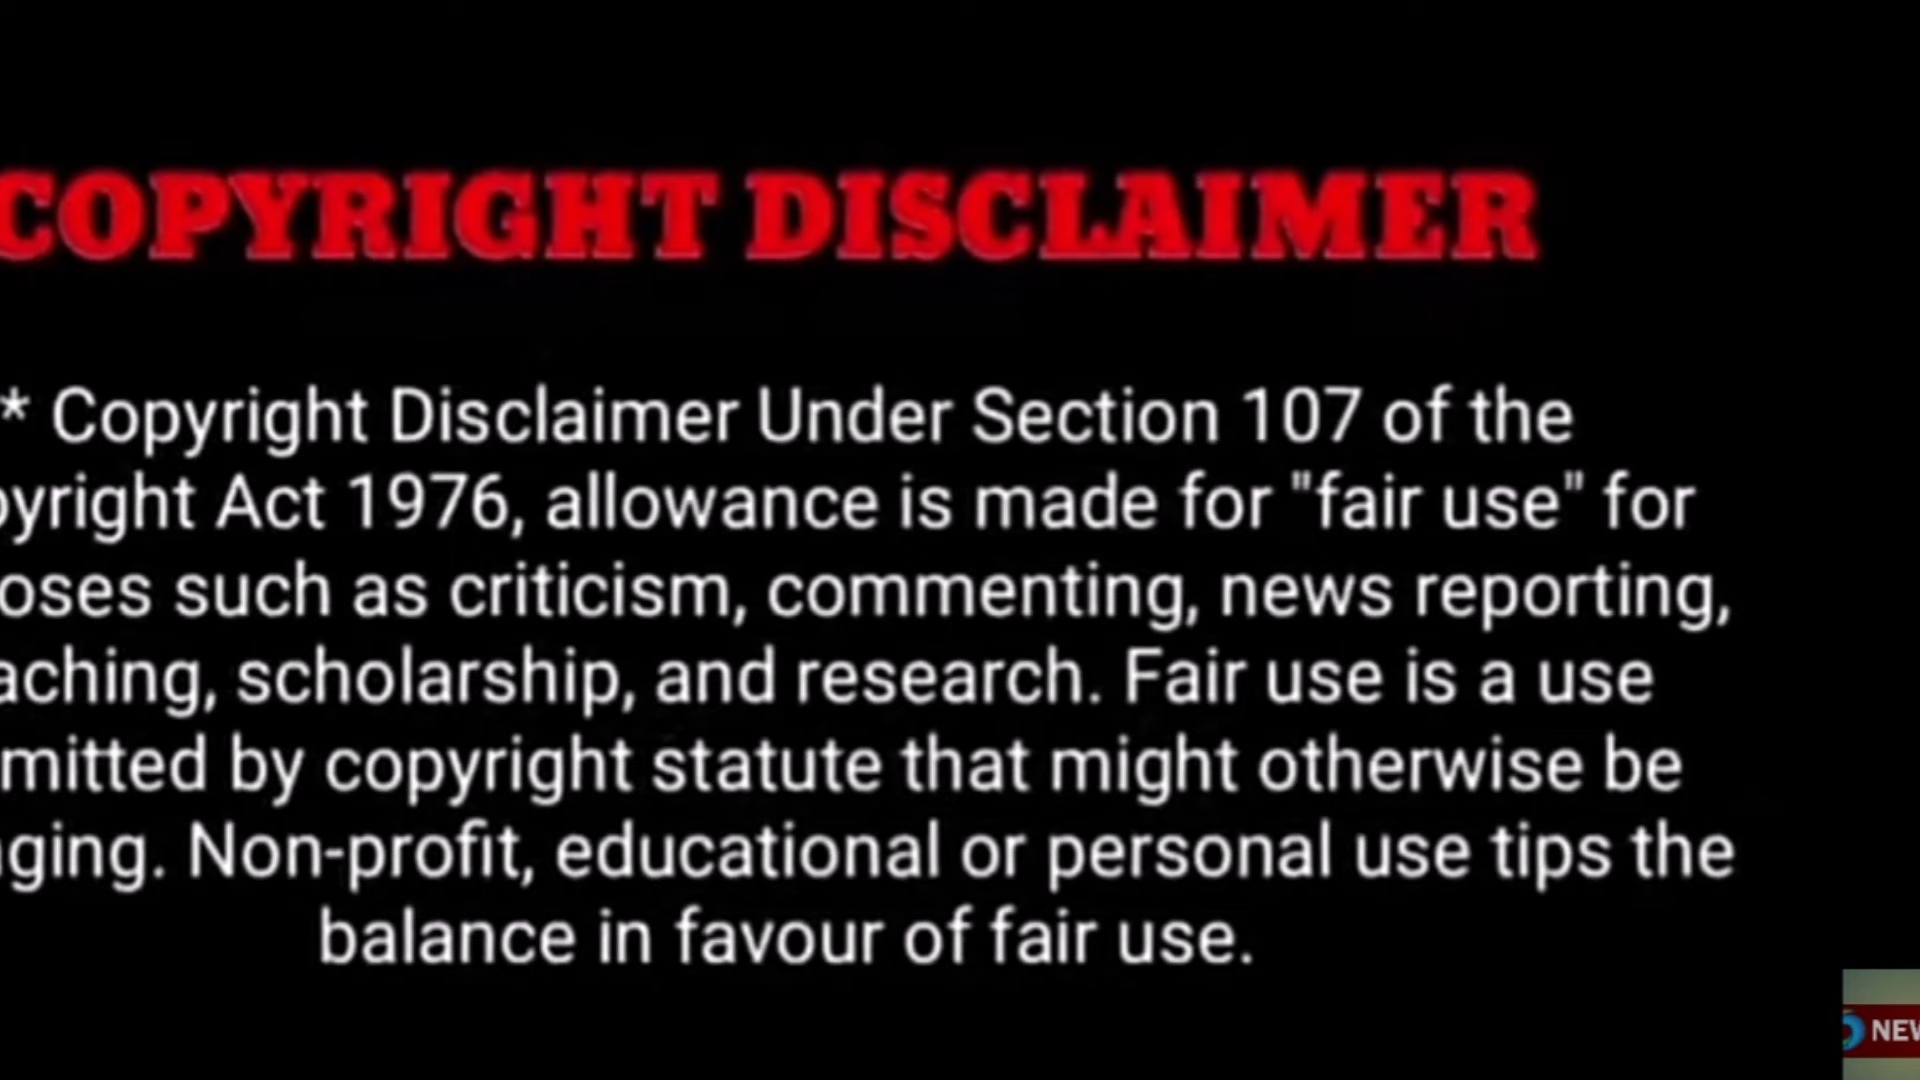 COPYRIGHT DISCLAIMER
* Copyright Disclaimer Under Section 107 of the
pyright Act 1976, allowance is made for "fair use" for
oses such as criticism, commenting, news reporting,
aching, scholarship, and research. Fair use is a use
mitted by copyright statute that might otherwise be
ging. Non-profit, educational or personal use tips the
balance in favour of fair use.
NEW